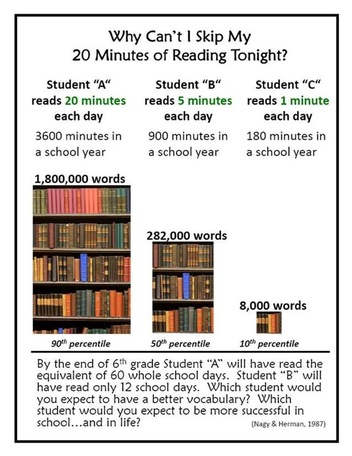 Why Can't I Skip My
20 Minutes of Reading Tonight?
Student "A"
reads 20 minutes
each day
3600 minutes in
a school year
1,800,000 words
90th percentile
Student "B"
reads 5 minutes
each day
900 minutes in
a school year
282,000 words
50th percentile
Student "C"
reads 1 minute
each day
180 minutes in
a school year
8,000 words
10th percentile
By the end of 6th grade Student "A" will have read the
equivalent of 60 whole school days. Student "B" will
have read only 12 school days. Which student would
you expect to have a better vocabulary? Which
student would you expect to be more successful in
school...and in life?
(Nagy & Herman, 1987)